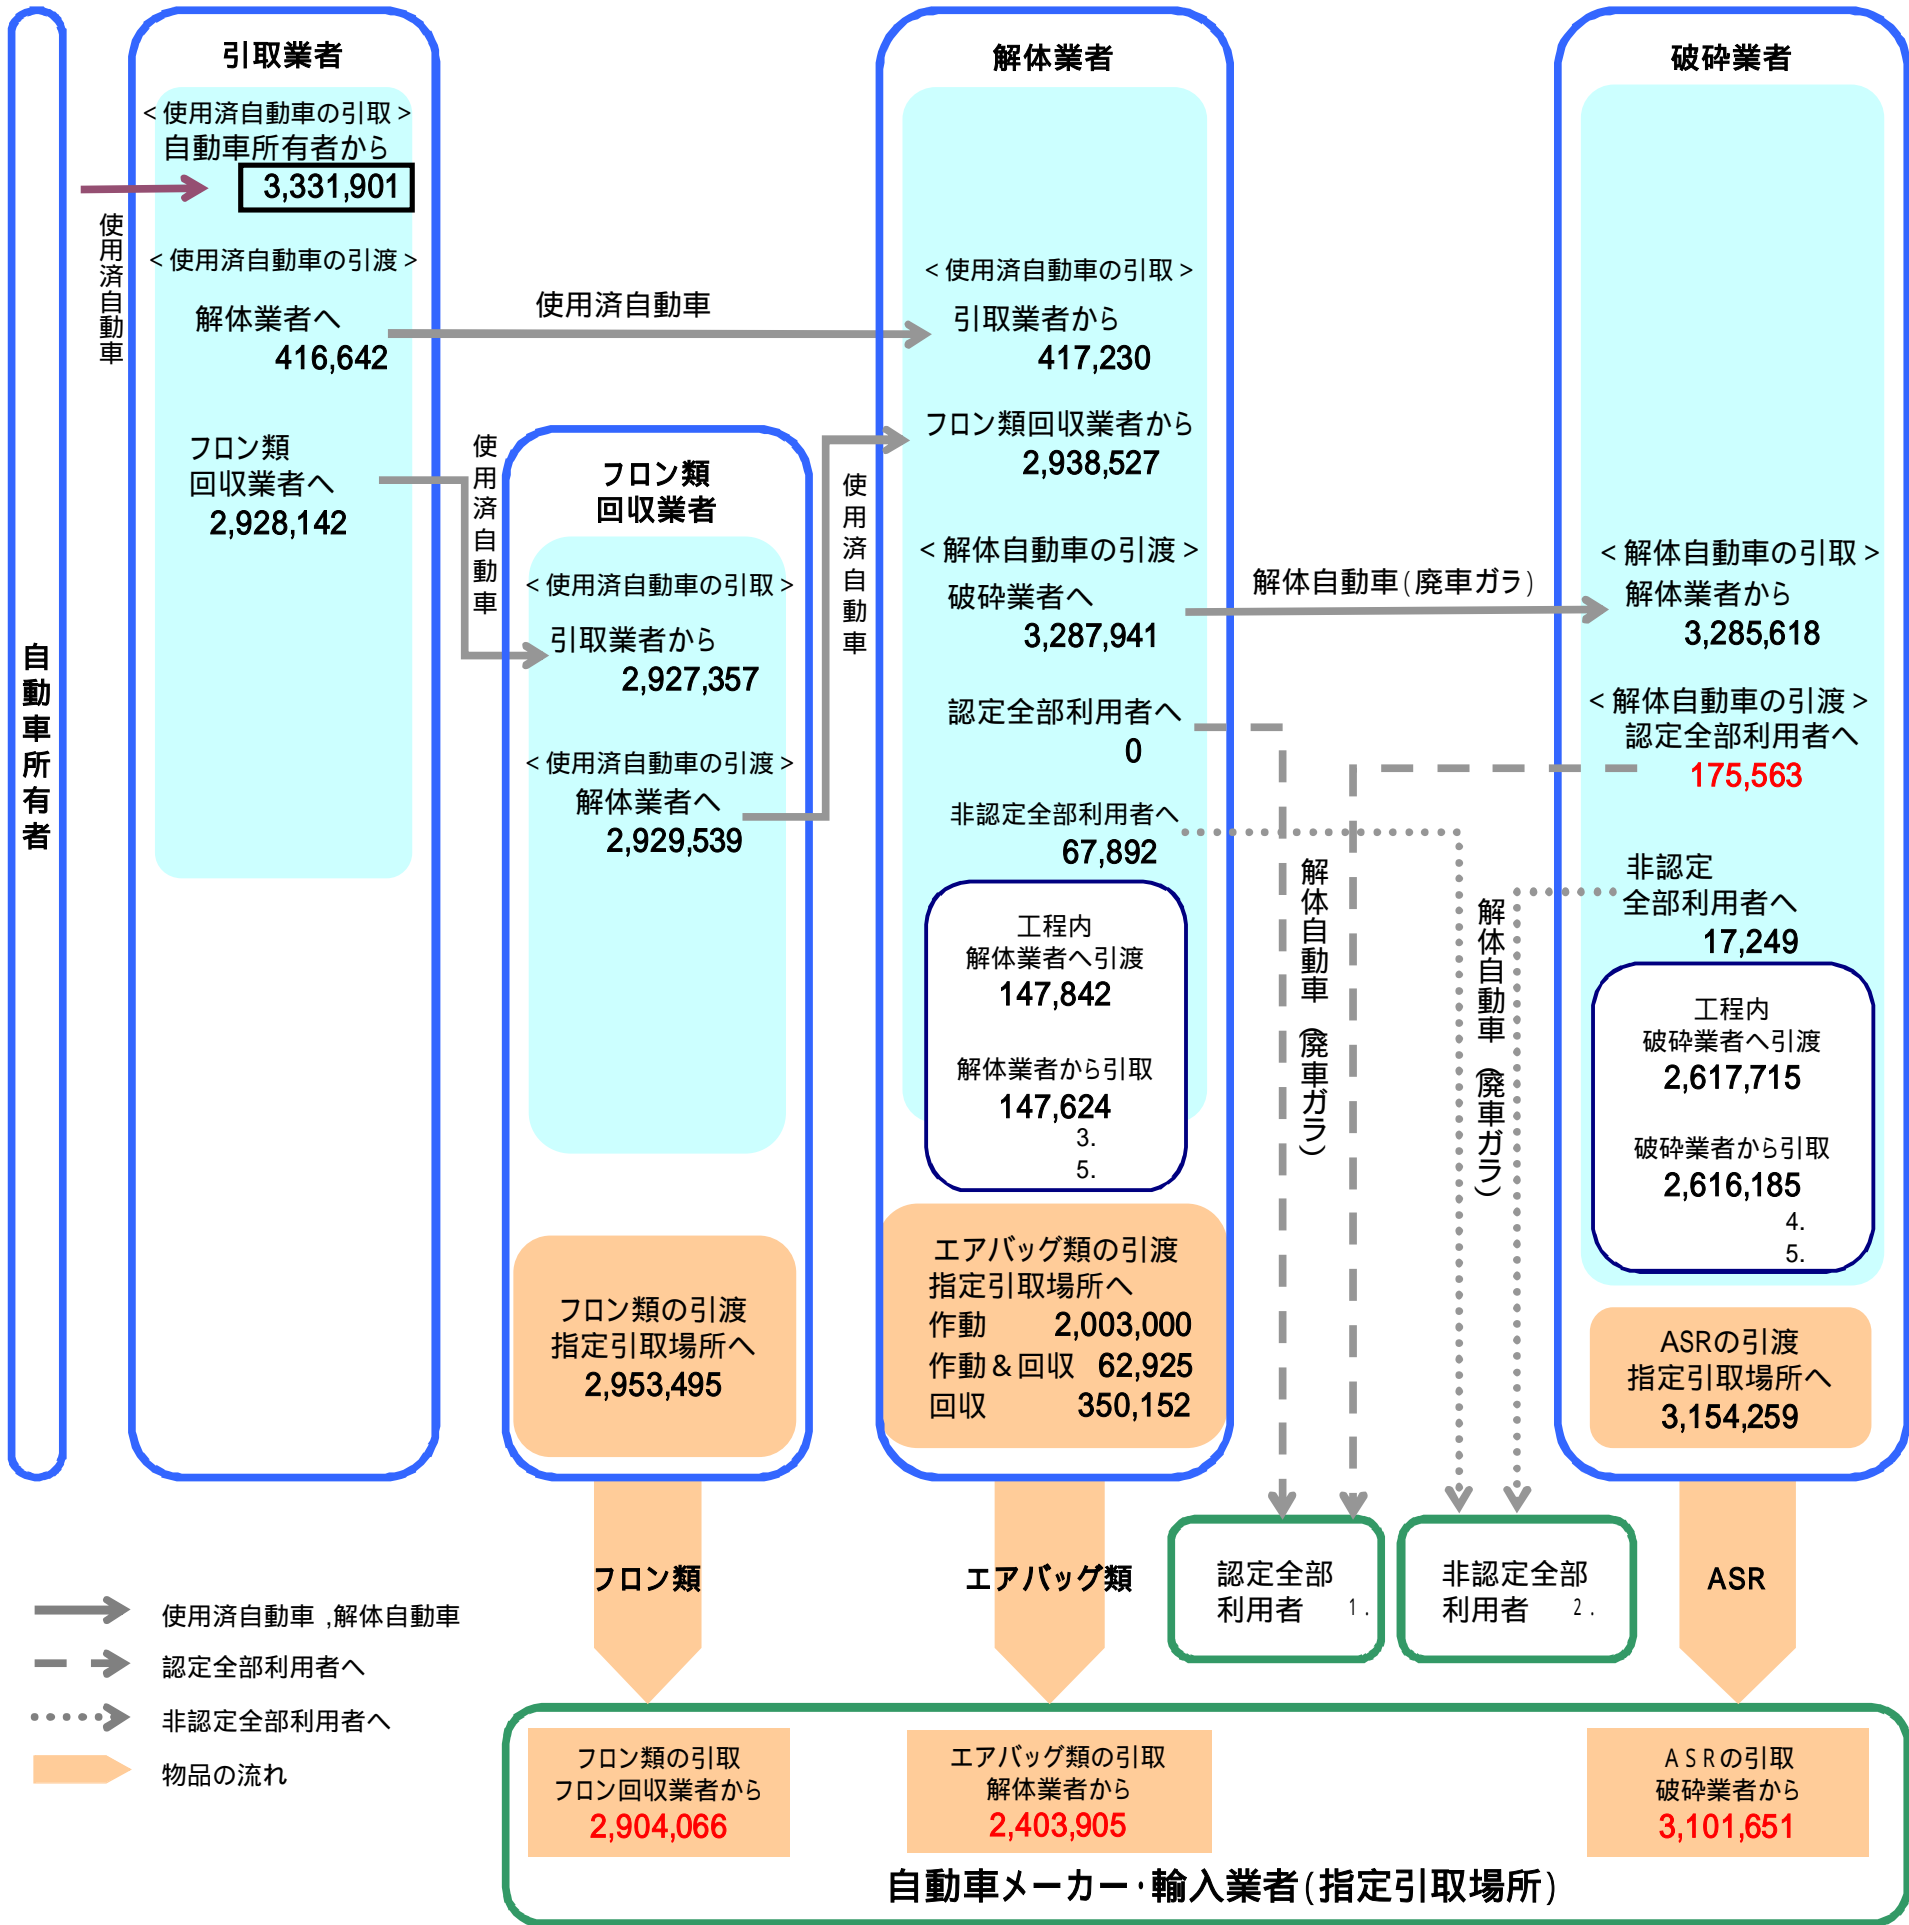 自動車所有者
使用済自動車
引取業者
<使用済自動車の引取>
自動車所有者から
3,331,901
<使用済自動車の引渡>
解体業者へ
416,642
フロン類
回収業者へ
2,928,142
使用済自動車
使用済自動車
フロン類
回収業者
<使用済自動車の引取>
引取業者から
2,927,357
<使用済自動車の引渡>
解体業者へ
2,929,539
フロン類の引渡
指定引取場所へ
2,953,495
使用済自動車
解体業者
<使用済自動車の引取>
引取業者から
417,230
フロン類回収業者から
2,938,527
<解体自動車の引渡>
破砕業者へ
3,287,941
認定全部利用者へ
0
非認定全部利用者へ
67,892
工程内
解体業者へ引渡
147,842
解体業者から引取
147,624
3.
5.
エアバッグ類の引渡
指定引取場所へ
作動 2,003,000
作動&回収 62,925
回収 350,152
解体自動車(廃車ガラ)
解体自動車(廃車ガラ)
解体自動車(廃車ガラ)
破砕業者
<解体自動車の引取>
解体業者から
3,285,618
<解体自動車の引渡>
認定全部利用者へ
175,563
非認定
全部利用者へ
17,249
工程内
破砕業者へ引渡
2,617,715
破砕業者から引取
2,616,185
4.
5.
ASRの引渡
指定引取場所へ
3,154,259
フロン類
エアバッグ類
認定全部
利用者 1.
非認定全部
利用者 2.
ASR
使用済自動車,解体自動車
認定全部利用者へ
非認定全部利用者へ
物品の流れ
フロン類の引取
フロン回収業者から
2,904,066
エアバッグ類の引取
解体業者から
2,403,905
ASRの引取
破砕業者から
3,101,651
自動車メーカー・輸入業者(指定引取場所)